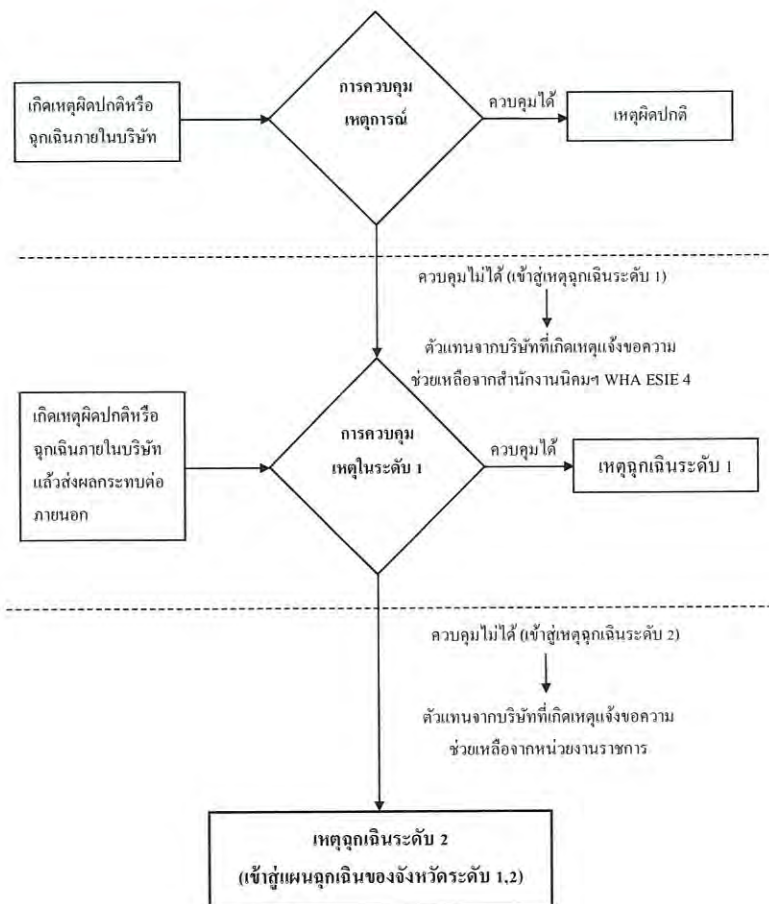 เกิดเหตุผิดปกติหรือ
ฉุกเฉินภายในบริษัท
การควบคุม
เหตุการณ์
ควบคุมได้
เหตุผิดปกติ
ควบคุมไม่ได้ (เข้าสู่เหตุฉุกเฉินระดับ 1)
ตัวแทนจากบริษัทที่เกิดเหตุแจ้งขอความ
ช่วยเหลือจากสำนักงานนิคมฯ WHA ESIE 4
เกิดเหตุผิดปกติหรือ
ฉุกเฉินภายในบริษัท
แล้วส่งผลกระทบต่อ
ภายนอก
การควบคุม
เหตุในระดับ 1
ควบคุมได้
เหตุฉุกเฉินระดับ 1
ควบคุมไม่ได้ (เข้าสู่เหตุฉุกเฉินระดับ 2)
ตัวแทนจากบริษัทที่เกิดเหตุแจ้งขอความ
ช่วยเหลือจากหน่วยงานราชการ
เหตุฉุกเฉินระดับ 2
(เข้าสู่แผนฉุกเฉินของจังหวัดระดับ 1,2)